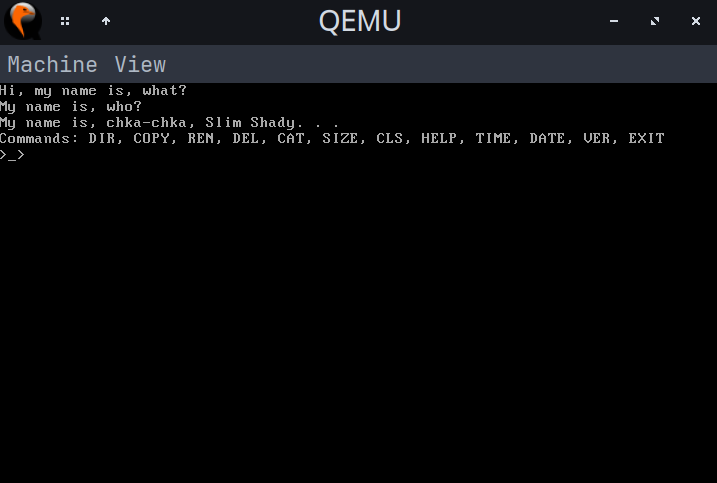 QEMU
Machine View
Hi, my name is, what?
My name is, who?
My name is, chka-chka, Slim Shady. . .
Commands: DIR, COPY, REN, DEL, CAT, SIZE, CLS, HELP, TIME, DATE, VER, EXIT
>_>